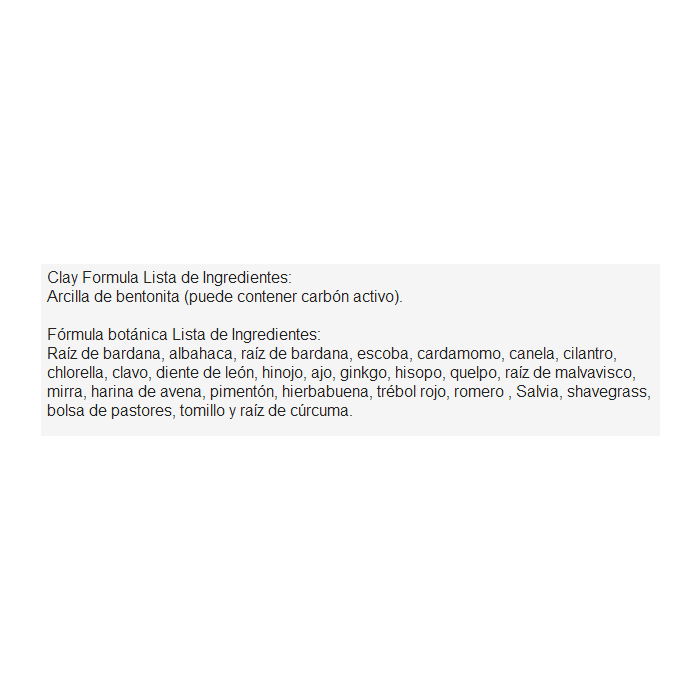 Clay Formula Lista de Ingredientes:
Arcilla de bentonita (puede contener carbón activo).
Fórmula botánica Lista de Ingredientes:
Raíz de bardana, albahaca, raíz de bardana, escoba, cardamomo, canela, cilantro,
chlorella, clavo, diente de león, hinojo, ajo, ginkgo, hisopo, quelpo, raíz de malvavisco,
mirra, harina de avena, pimentón, hierbabuena, trébol rojo, romero , Salvia, shavegrass,
bolsa de pastores, tomillo y raíz de cúrcuma.